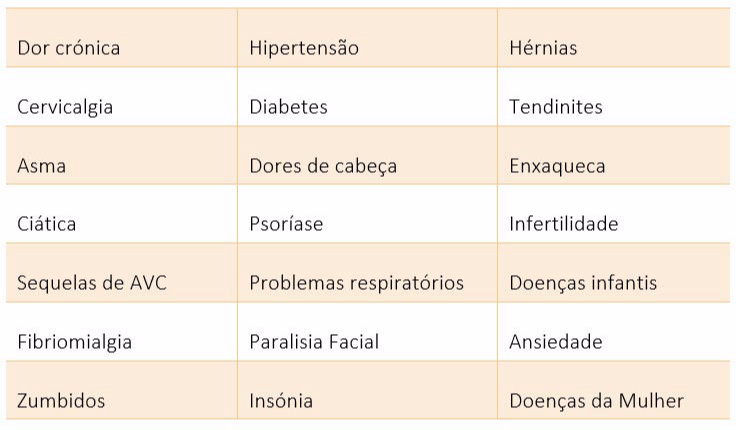 Dor crónica Hipertensão Hérnias
Cervicalgia Diabetes Tendinites
Asma Dores de cabeça Enxaqueca
Ciática Psoríase Infertilidade
Sequelas de AVC Problemas respiratórios Doenças infantis
Fibriomialgia Paralisia Facial Ansiedade
Zumbidos Insónia Doenças da Mulher